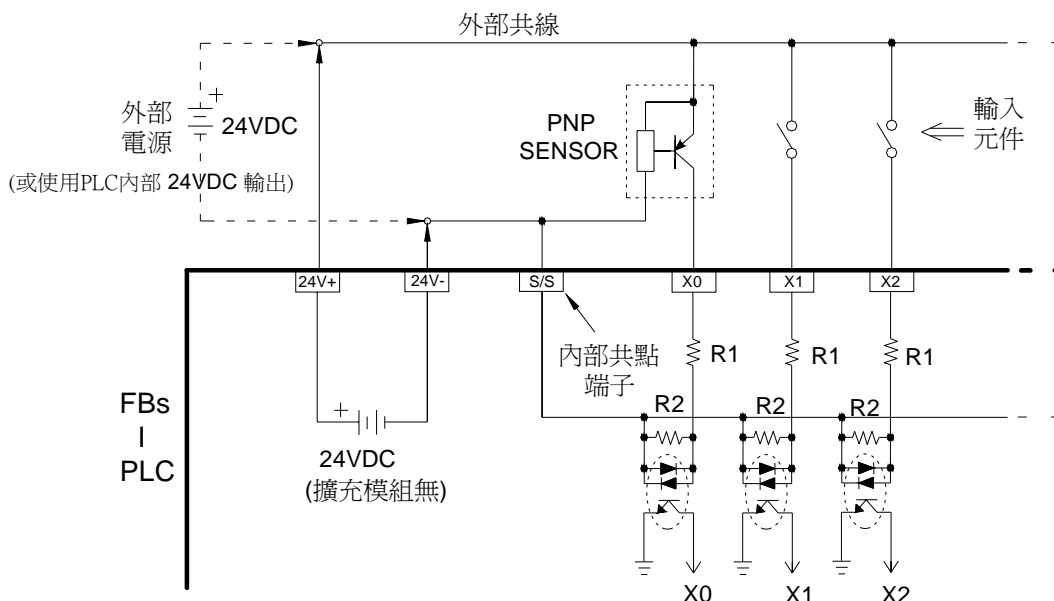 外部共線
+
外部
電源
24VDC
(或使用PLC內部 24VDC 輸出)
PNP
SENSOR
輸入
元件
24V+
24V-
S/S
X0
X1
X2
內部共點
端子
R1
R1
R1
R2
R2
R2
FBs
I
PLC
+
24VDC
(擴充模組無)
X0
X1
X2